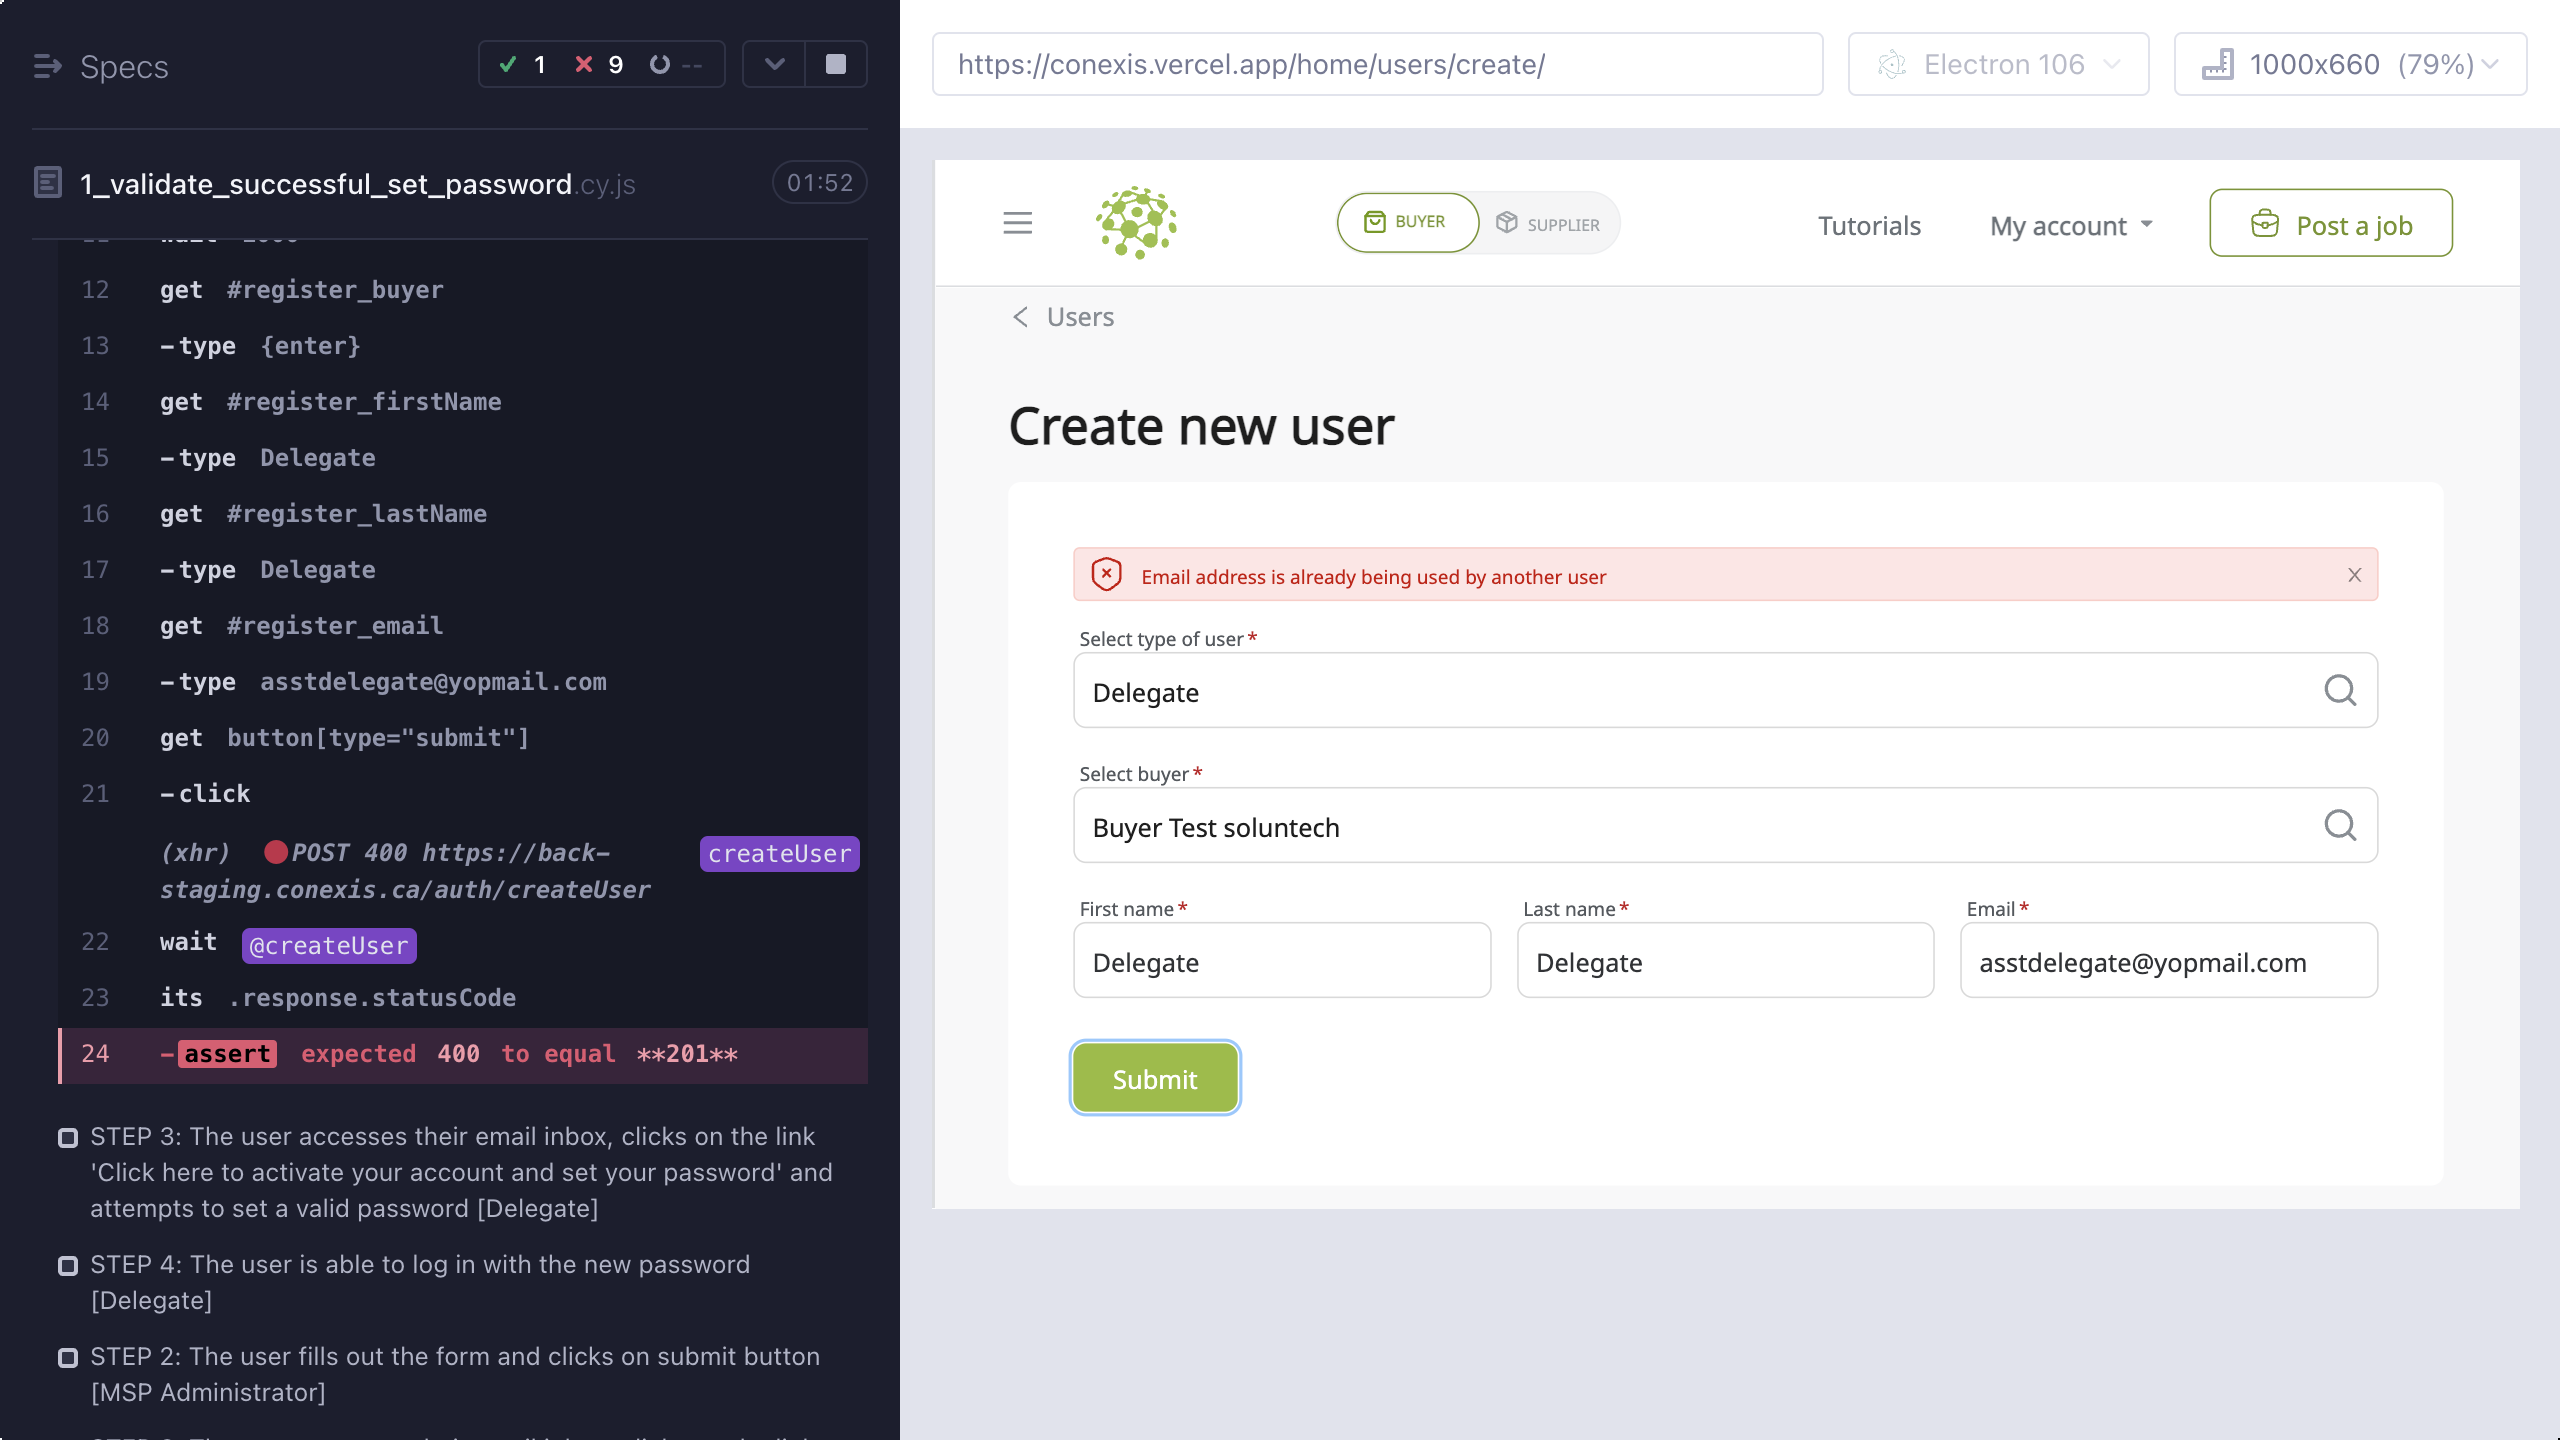 Specs
1
9
--
1_validate_successful_set_password.cy.js
01:52
12 get #register_buyer
13 -type {enter}
14 get #register_firstName
15 -type Delegate
16 get #register_lastName
17 -type Delegate
18 get #register_email
19 -type asstdelegate@yopmail.com
20 get button[type="submit"]
21 -click
(xhr) POST 400 https://back-
staging.conexis.ca/auth/createUser
createUser
22 wait @createUser
23 its .response.statusCode
24 -assert expected 400 to equal **201**
STEP 3: The user accesses their email inbox, clicks on the link
'Click here to activate your account and set your password' and
attempts to set a valid password [Delegate]
STEP 4: The user is able to log in with the new password
[Delegate]
STEP 2: The user fills out the form and clicks on submit button
[MSP Administrator]
https://conexis.vercel.app/home/users/create/
Electron 106
1000x660 (79%)
BUYER
SUPPLIER
Tutorials
My account
Post a job
Users
Create new user
Email address is already being used by another user
X
Select type of user*
Delegate
Select buyer*
Buyer Test soluntech
First name*
Last name*
Email*
Delegate
Delegate
asstdelegate@yopmail.com
Submit